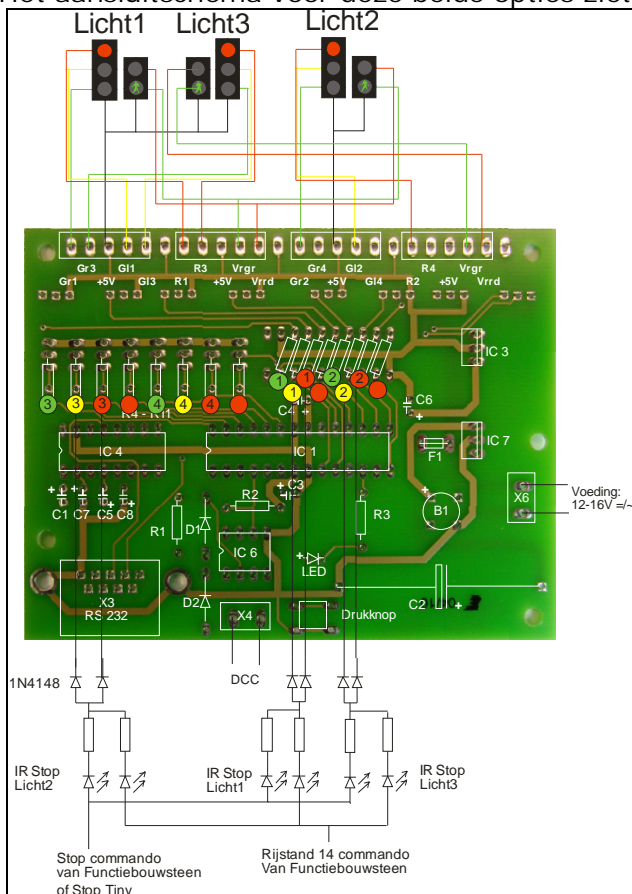 Het aansluitschema voor deze beide opties ziet
Licht1 Licht3 Licht2
Gr3 Gl1 R3 Vrgr Gr4 Gl2 R4 Vrgr
Gr1 +5V Gl3 R1 +5V Vrrd Gr2 +5V Gl4 R2 +5V Vrrd
IC 3
1 1 2
3 3 3 4 4 4 1 2
R4 - R11 C4 + C6
+
IC 4 IC 1 F1 IC 7
+ + + + + C3
C1 C7 C5 C8 R2 X6 Voeding:
12-16V =/~
R1 D1 R3 + B1
IC 6 +
LED
X3
RS 232 D2 X4 Drukknop C2 +
1N4148 DCC
IR Stop
Licht2
IR Stop
Licht1
IR Stop
Licht3
Stop commando
van Functiebouwsteen
of Stop Tiny
Rijstand 14 commando
Van Functiebouwsteen